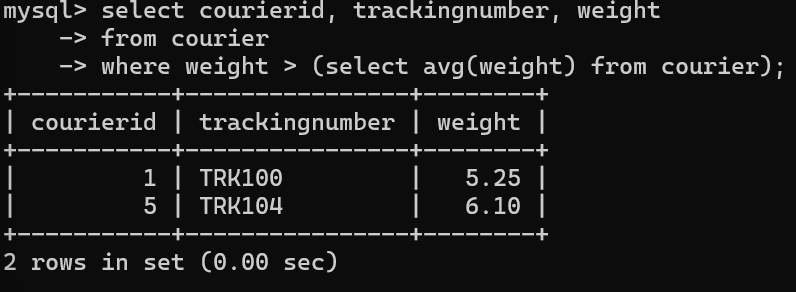 mysql> select courierid, trackingnumber, weight
    -> from courier
    -> where weight > (select avg(weight) from courier);
+-----------+----------------+--------+
| courierid | trackingnumber | weight |
+-----------+----------------+--------+
|         1 | TRK100         |   5.25 |
|         5 | TRK104         |   6.10 |
+-----------+----------------+--------+
2 rows in set (0.00 sec)